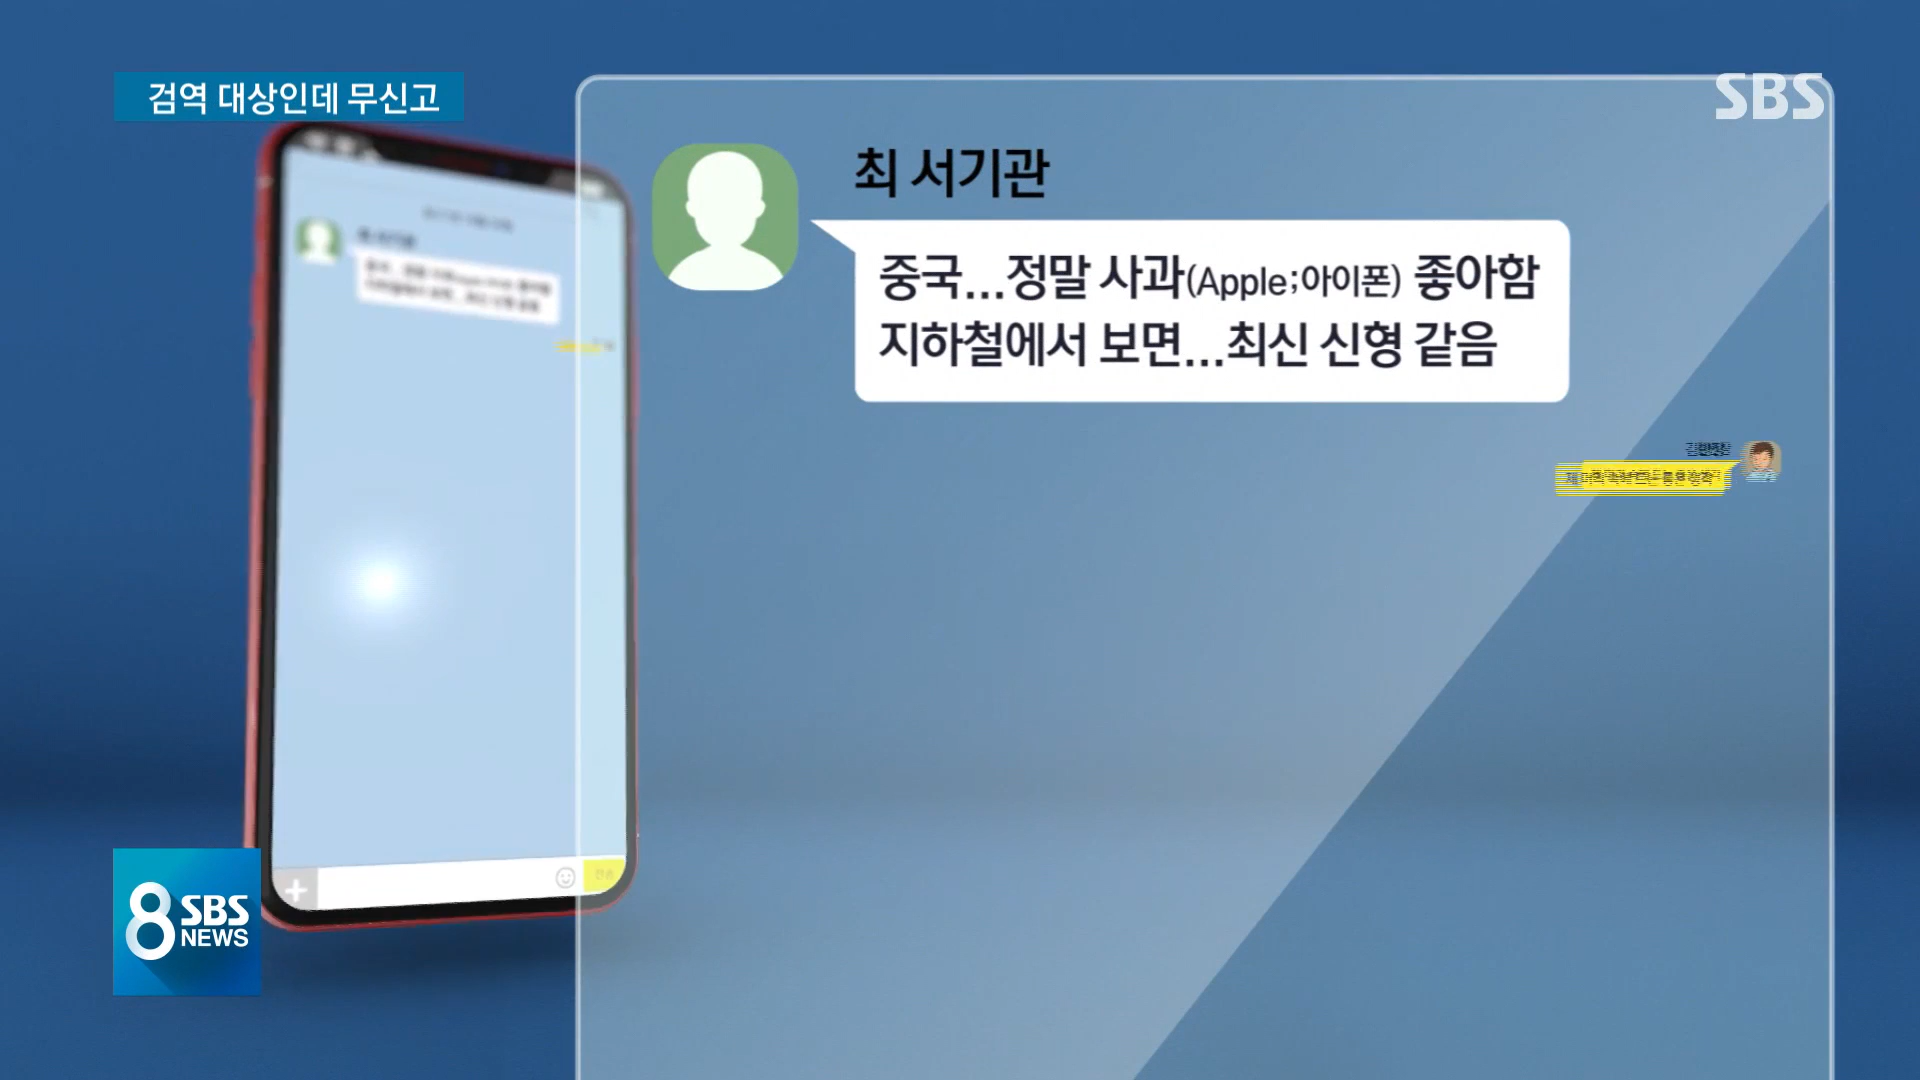 검역 대상인데 무신고
SBS
최 서기관
중국...정말 사과(Apple;아이폰) 좋아함
지하철에서 보면...최신 신형 같음
8 SBS
NEWS